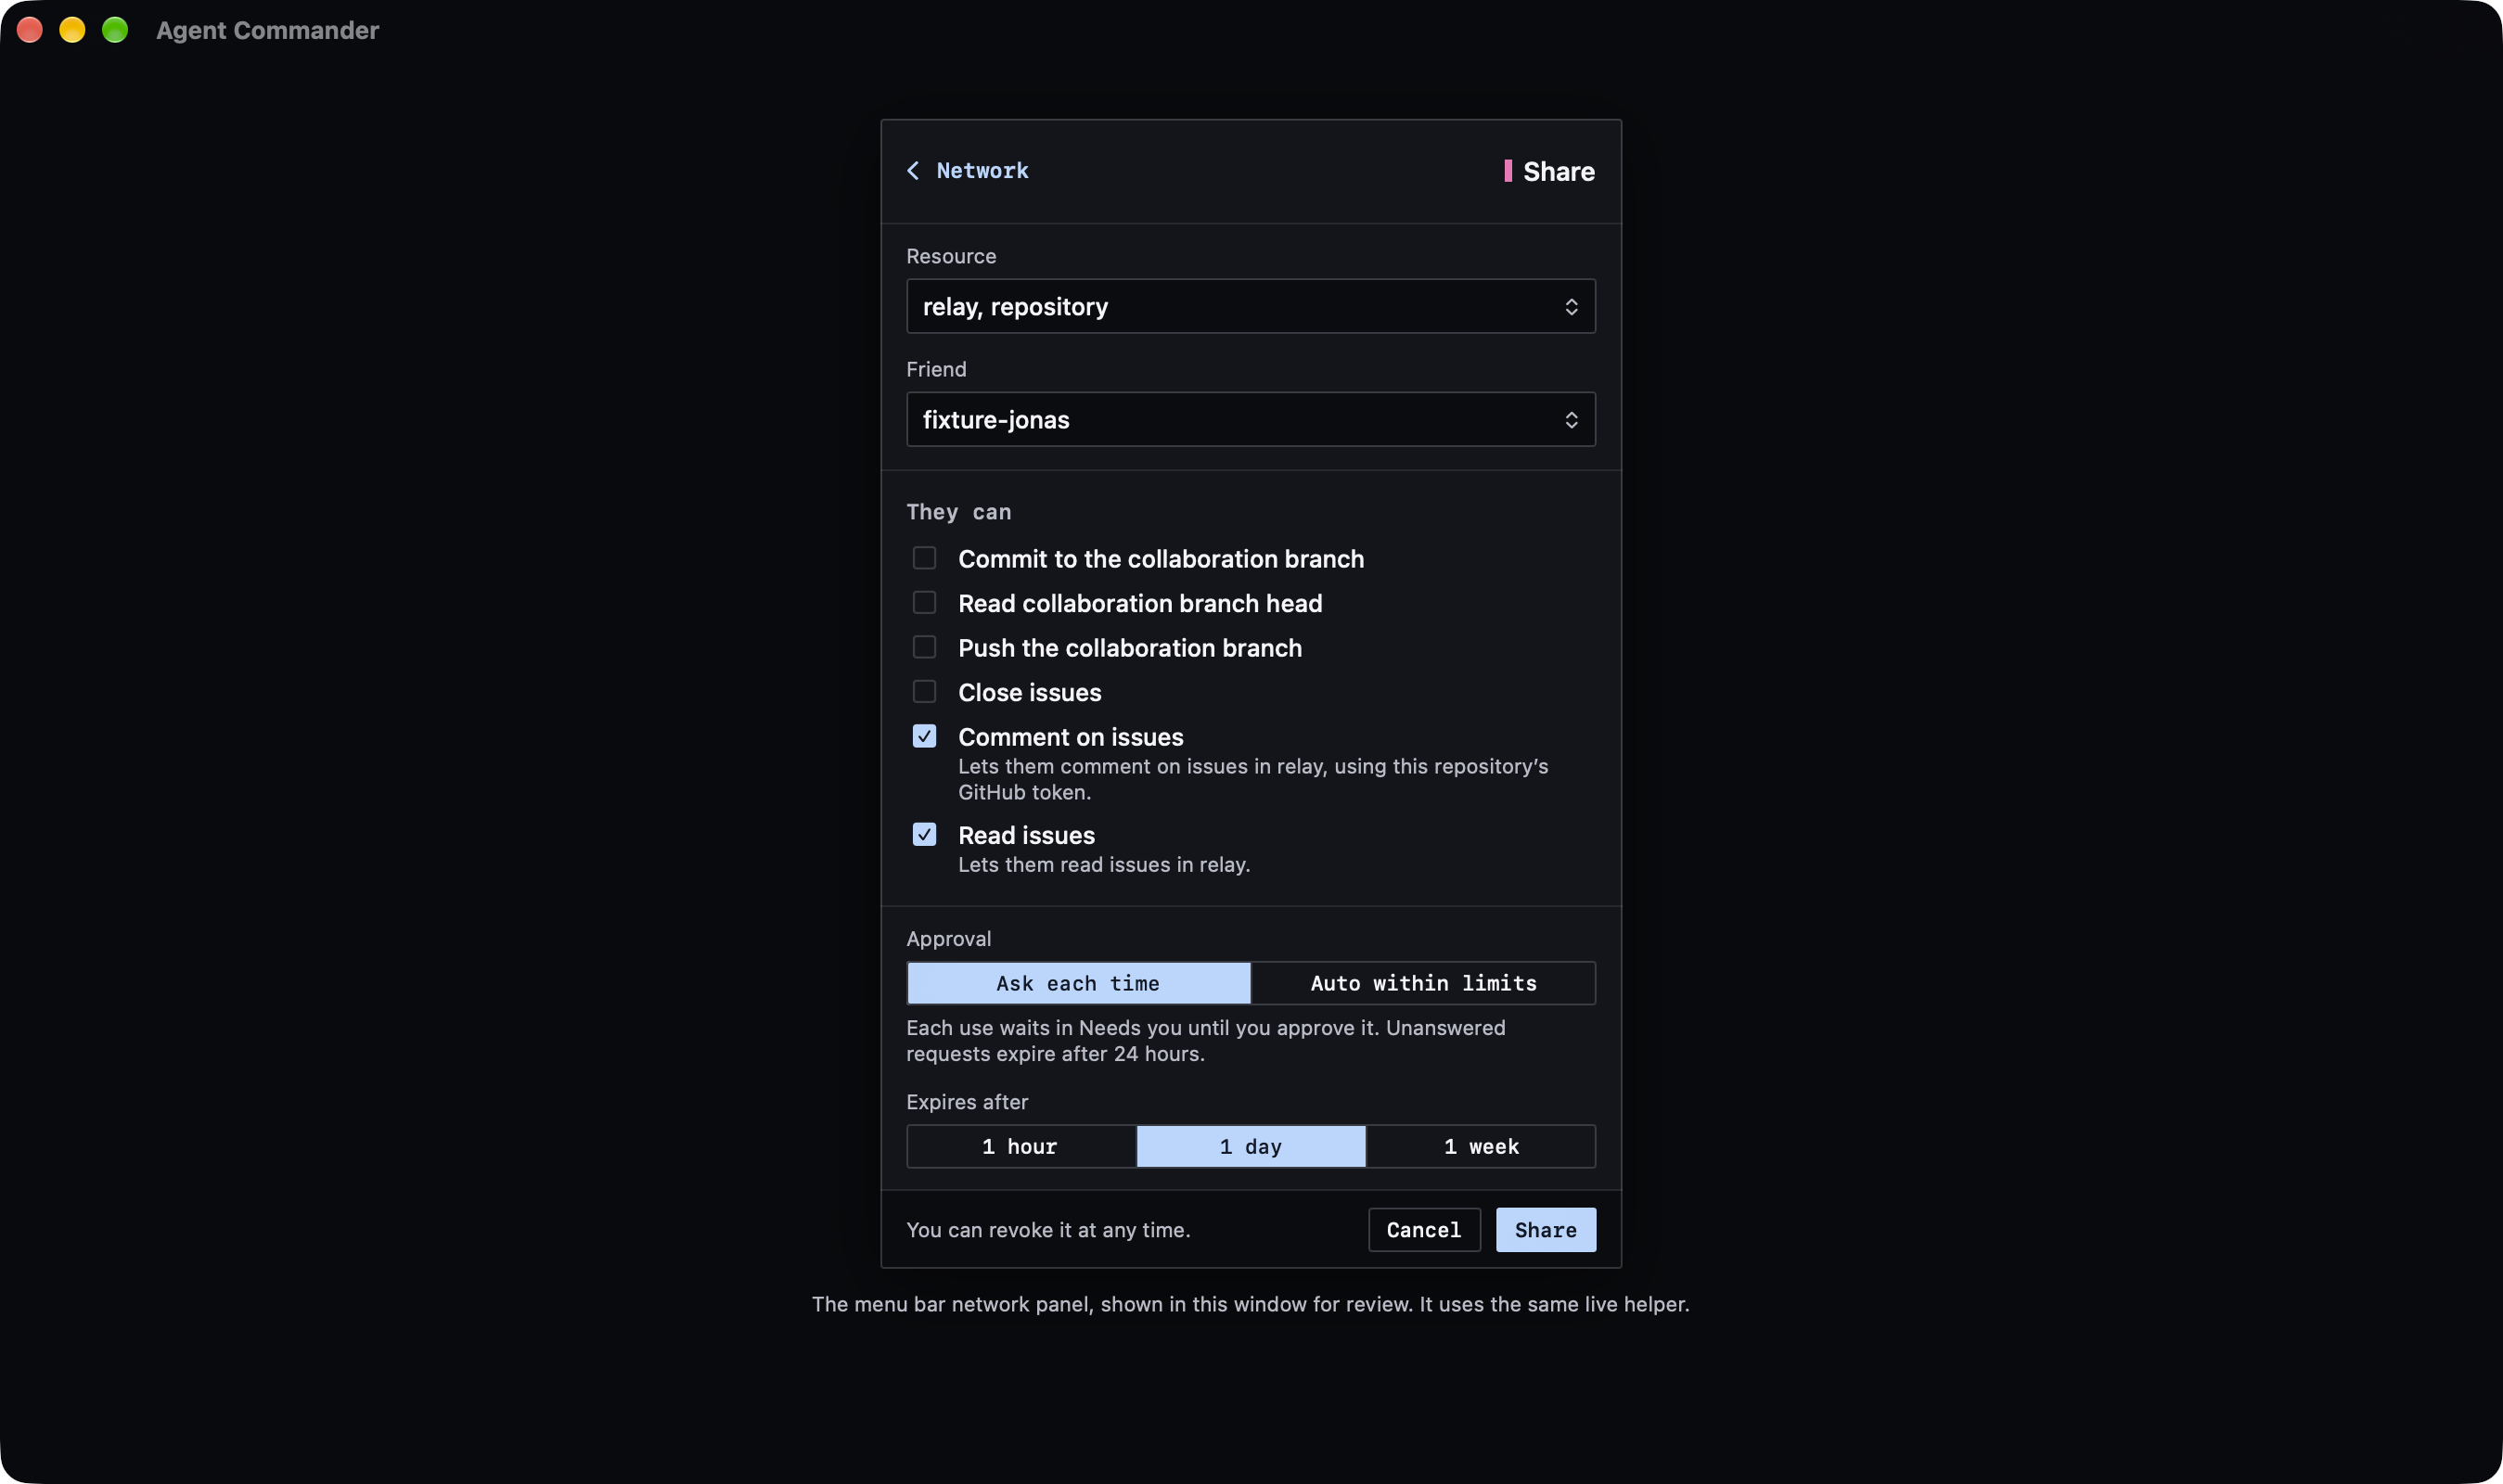 Agent Commander
Network
Share
Resource
relay, repository
Friend
fixture-jonas
They can
Commit to the collaboration branch
Read collaboration branch head
Push the collaboration branch
Close issues
Comment on issues
Lets them comment on issues in relay, using this repository’s
GitHub token.
Read issues
Lets them read issues in relay.
Approval
Ask each time
Auto within limits
Each use waits in Needs you until you approve it. Unanswered
requests expire after 24 hours.
Expires after
1 hour
1 day
1 week
You can revoke it at any time.
Cancel
Share
The menu bar network panel, shown in this window for review. It uses the same live helper.